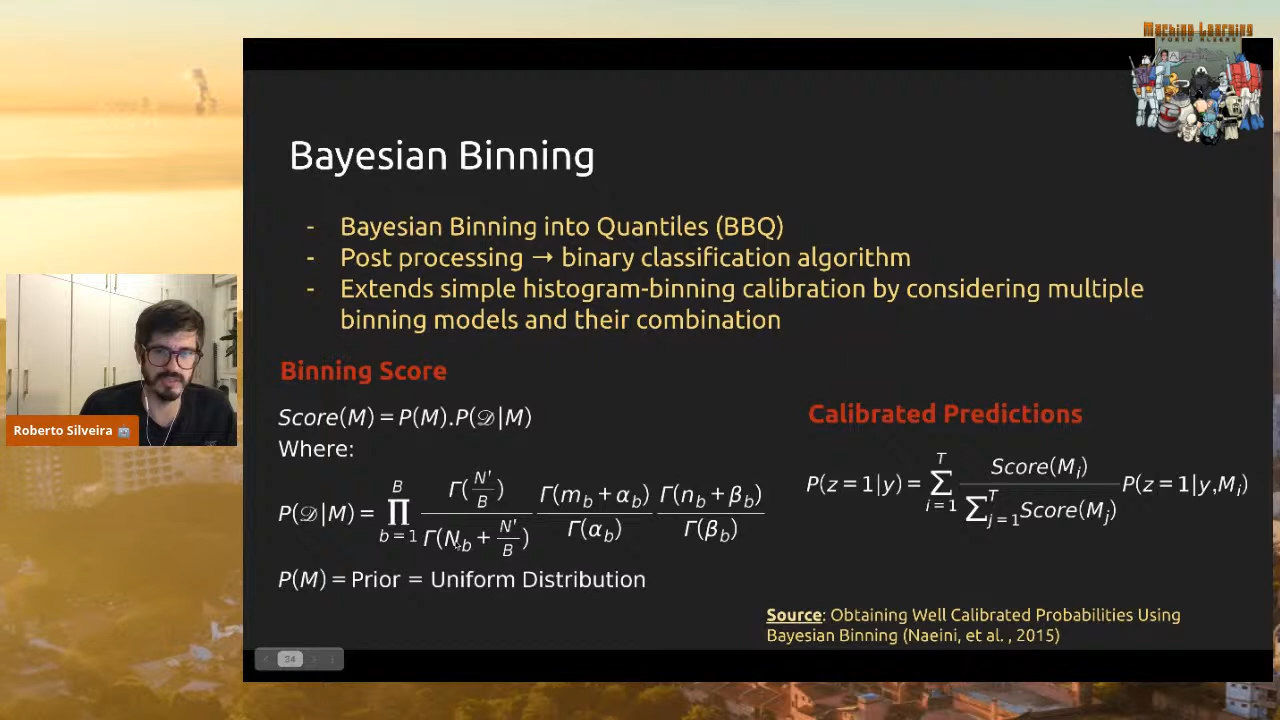 Machine Learning
PORTO ALEGRE
Bayesian Binning
- Bayesian Binning into Quantiles (BBQ)
- Post processing → binary classification algorithm
- Extends simple histogram-binning calibration by considering multiple
binning models and their combination
Binning Score
Score(M) = P(M).P(𝒟|M)
Where:
P(𝒟|M) = ∏_{b=1}^{B} Γ(N'/B) / Γ(N_b + N'/B) Γ(m_b + α_b) / Γ(α_b) Γ(n_b + β_b) / Γ(β_b)
P(M) = Prior = Uniform Distribution
Calibrated Predictions
P(z = 1|y) = ∑_{i=1}^{T} Score(M_i) / ∑_{j=1}^{T} Score(M_j) P(z = 1|y,M_i)
Source: Obtaining Well Calibrated Probabilities Using
Bayesian Binning (Naeini, et al. , 2015)
Roberto Silveira 🤖
34